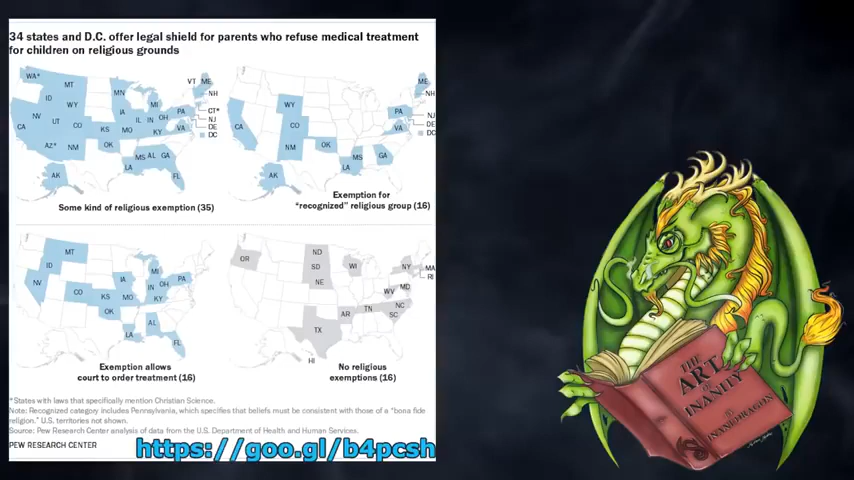 34 states and D.C. offer legal shield for parents who refuse medical treatment
for children on religious grounds
WA*
MT
ID
WY
NV
UT
CO
CA
AZ*
NM
AK
MN
IA
KS
MO
OK
IL
IN
MI
OH
KY
LA
MS
AL
GA
FL
PA
VA
VT
ME
NH
CT*
NJ
DE
DC
Some kind of religious exemption (35)
CA
WY
CO
NM
AK
OK
LA
MS
GA
PA
VA
ME
NH
NJ
DE
DC
Exemption for
"recognized" religious group (16)
MT
ID
NV
CO
KS
OK
IA
MO
LA
MI
IN
OH
KY
AL
PA
FL
Exemption allows
court to order treatment (16)
OR
ND
SD
NE
WI
TX
AR
TN
WV
NC
SC
MD
NY
MA
RI
HI
No religious
exemptions (16)
*States with laws that specifically mention Christian Science.
Note: Recognized category includes Pennsylvania, which specifies that beliefs must be consistent with those of a "bona fide
religion." U.S. territories not shown.
Source: Pew Research Center analysis of data from the U.S. Department of Health and Human Services.
PEW RESEARCH CENTER
https://goo.gl/b4pcsh
THE
ART
OF
INANITY
BY
INANEDRAGON